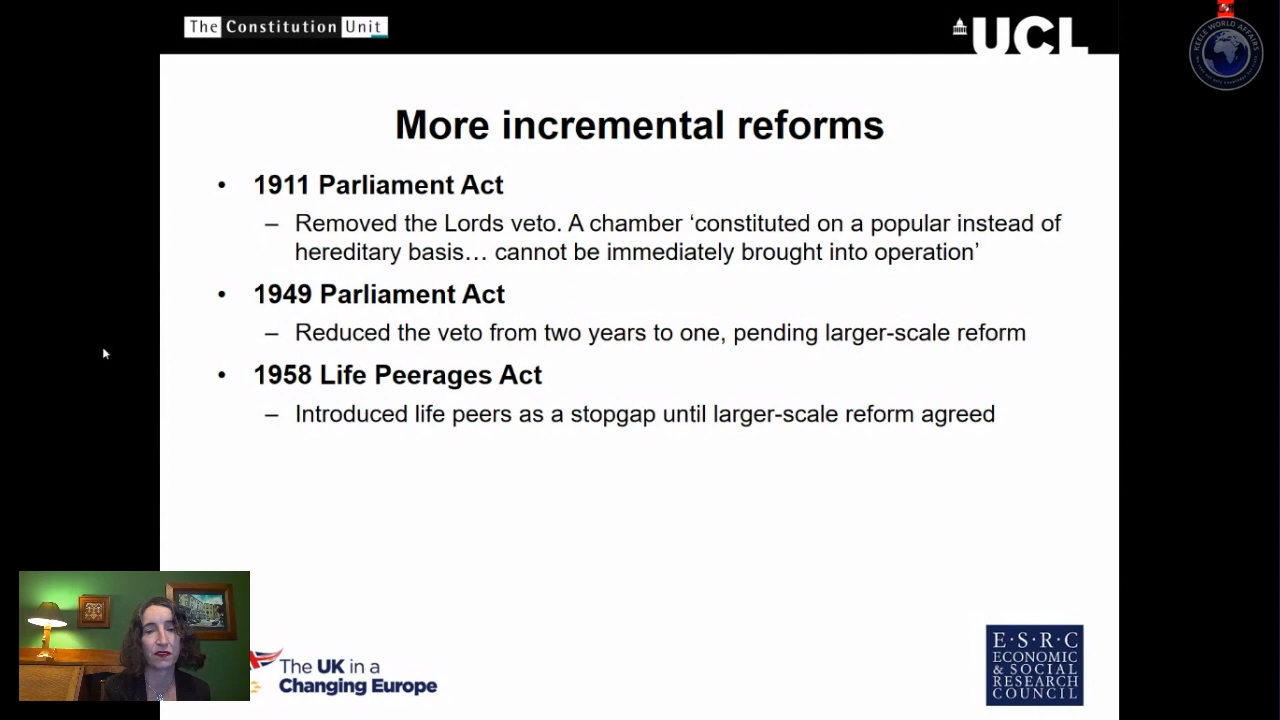 The Constitution Unit
UCL
KEELE WORLD AFFAIRS
More incremental reforms
• 1911 Parliament Act
– Removed the Lords veto. A chamber ‘constituted on a popular instead of
hereditary basis… cannot be immediately brought into operation’
• 1949 Parliament Act
– Reduced the veto from two years to one, pending larger-scale reform
• 1958 Life Peerages Act
– Introduced life peers as a stopgap until larger-scale reform agreed
The UK in a
Changing Europe
E·S·R·C
ECONOMIC
& SOCIAL
RESEARCH
COUNCIL